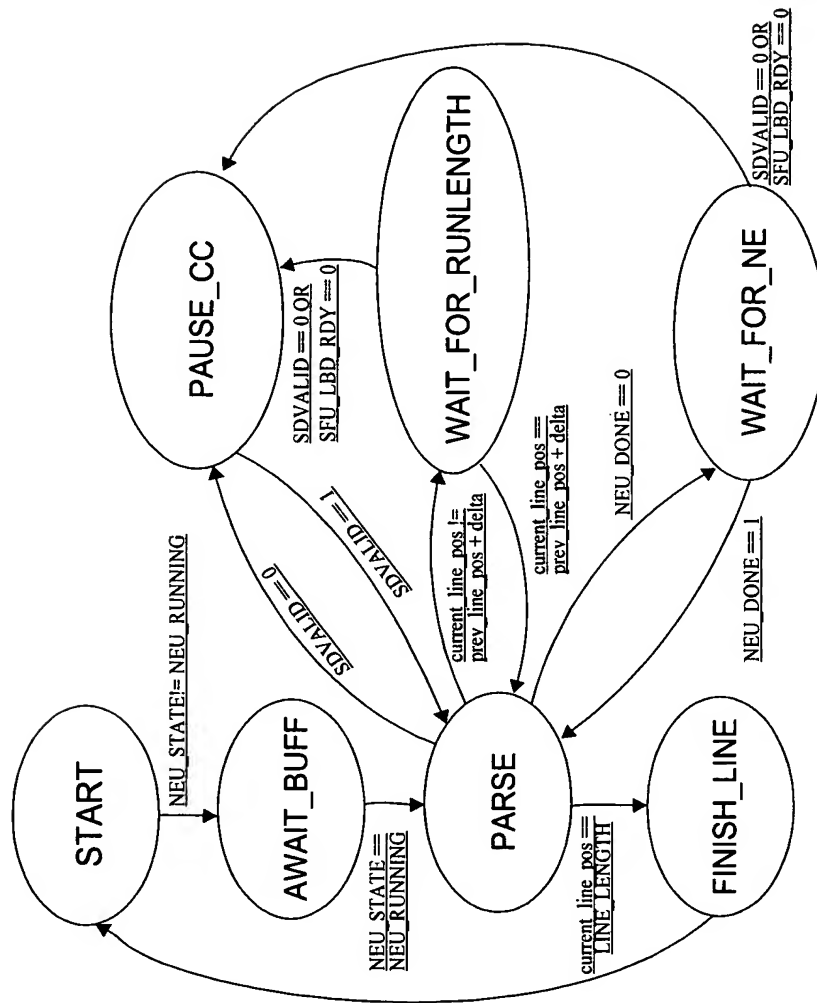 START
NEU_STATE!= NEU_RUNNING
AWAIT_BUFF
NEU_STATE ==
NEU_RUNNING
PARSE
current_line_pos ==
LINE_LENGTH
FINISH_LINE
PAUSE_CC
SDVALID == 1
SDVALID == 0
SDVALID == 0 OR
SFU_LBD_RDY == 0
WAIT_FOR_RUNLENGTH
current_line_pos !=
prev_line_pos + delta
current_line_pos ==
prev_line_pos + delta
NEU_DONE == 0
NEU_DONE == 1
WAIT_FOR_NE
SDVALID == 0 OR
SFU_LBD_RDY == 0